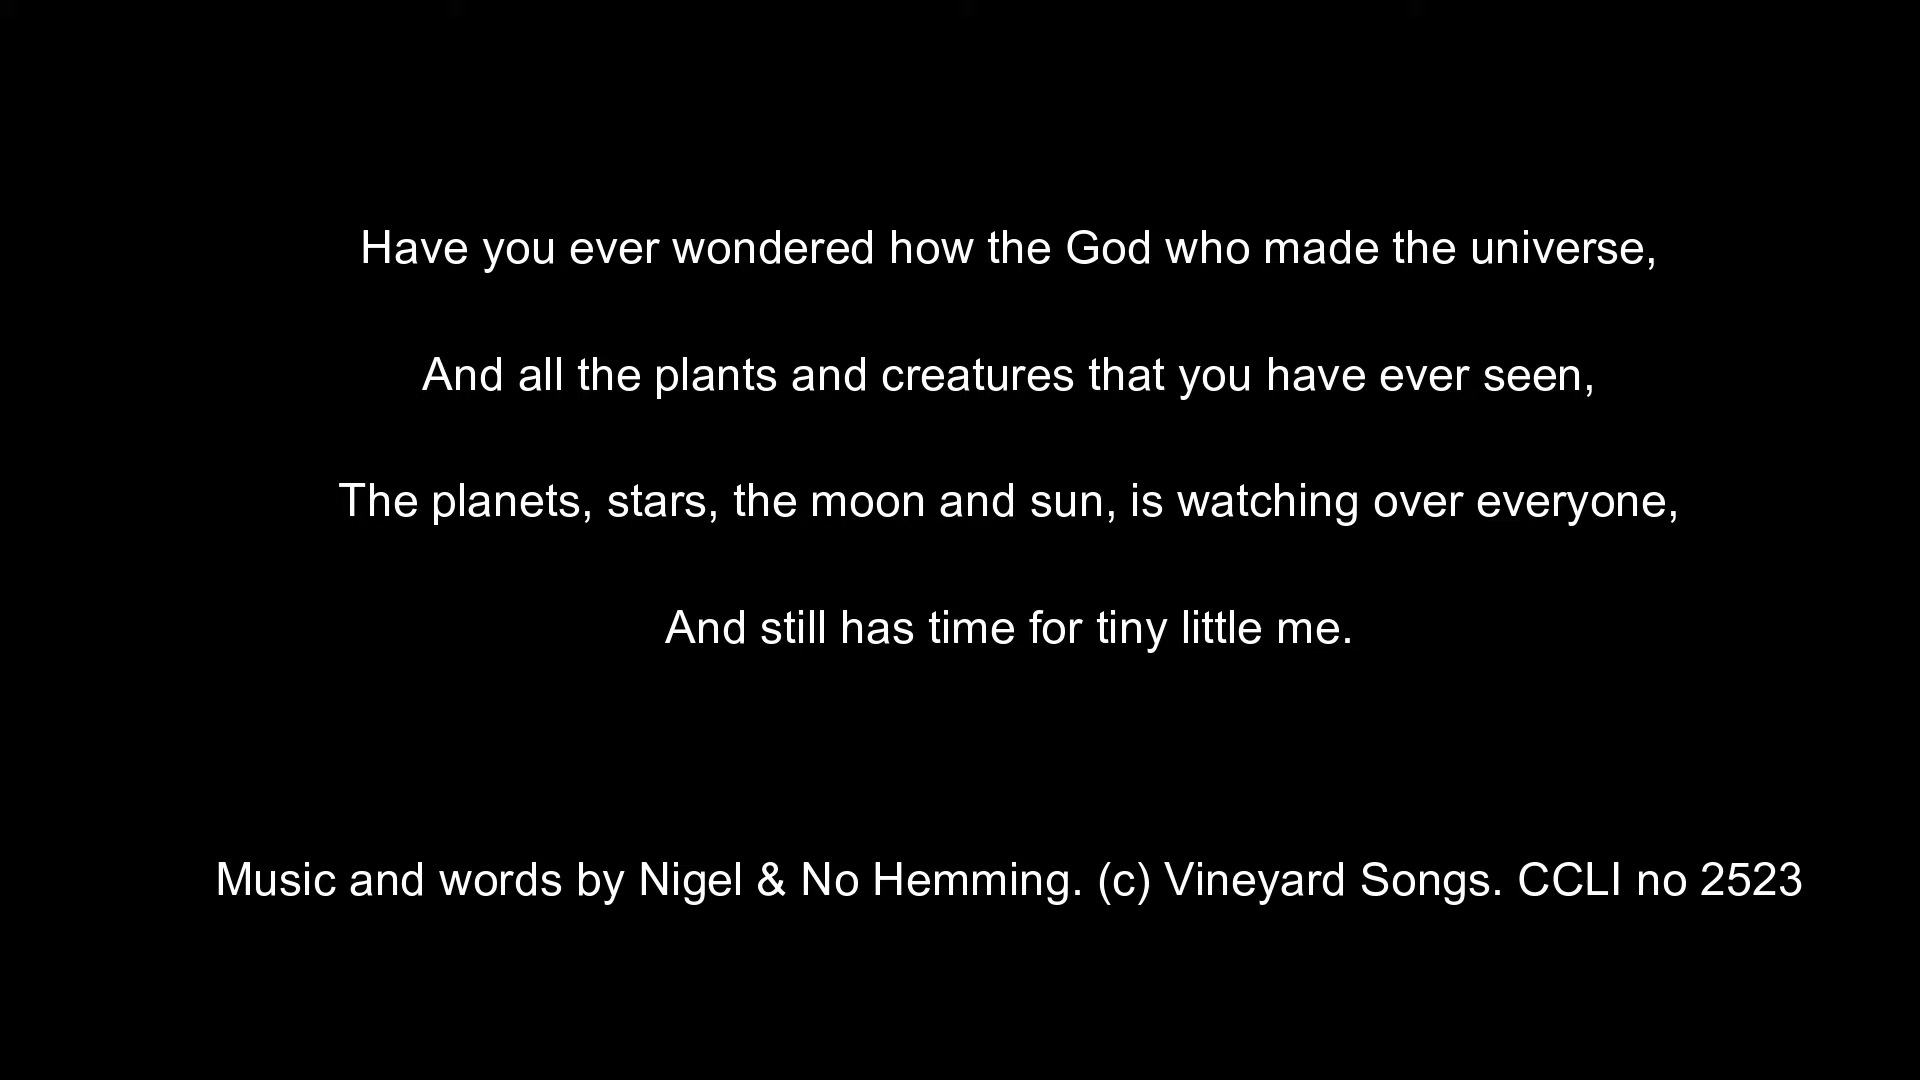 Have you ever wondered how the God who made the universe,
And all the plants and creatures that you have ever seen,
The planets, stars, the moon and sun, is watching over everyone,
And still has time for tiny little me.
Music and words by Nigel & No Hemming. (c) Vineyard Songs. CCLI no 2523